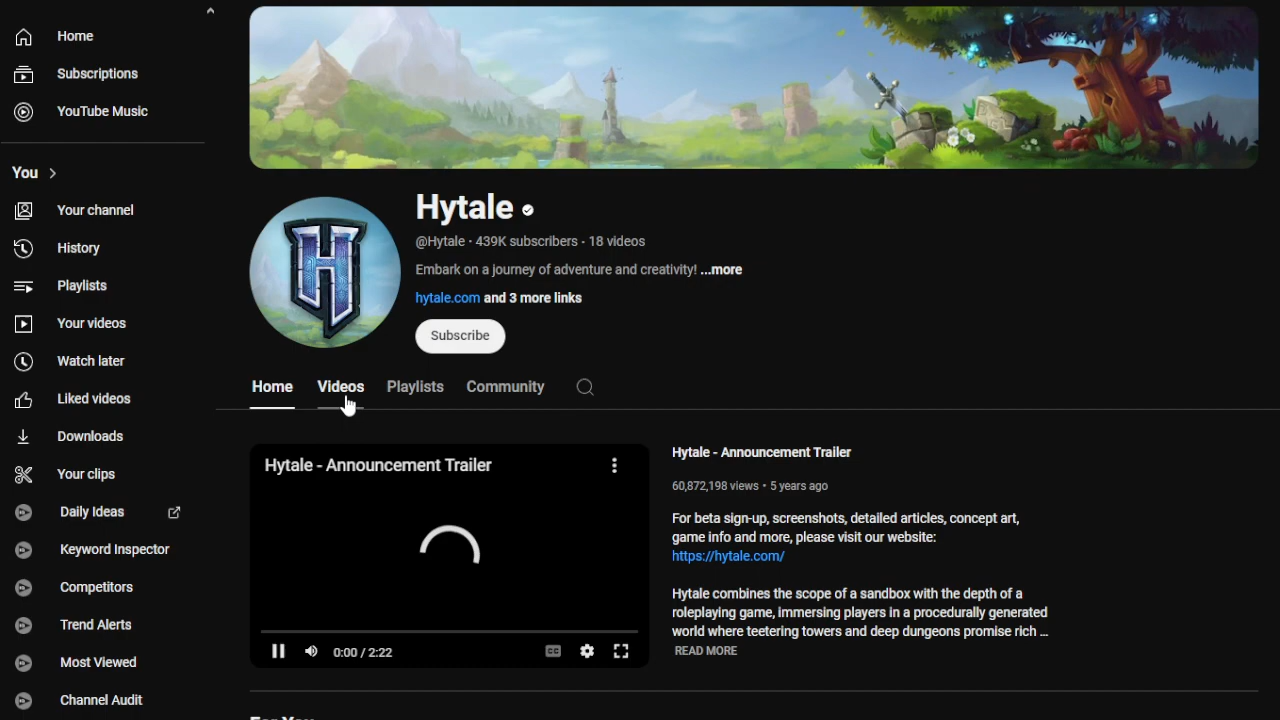 Home
Subscriptions
YouTube Music
You
Your channel
History
Playlists
Your videos
Watch later
Liked videos
Downloads
Your clips
Daily Ideas
Keyword Inspector
Competitors
Trend Alerts
Most Viewed
Channel Audit
H
Hytale
@Hytale · 439K subscribers · 18 videos
Embark on a journey of adventure and creativity! ...more
hytale.com and 3 more links
Subscribe
Home Videos Playlists Community
Hytale - Announcement Trailer
0:00 / 2:22
CC
Hytale - Announcement Trailer
60,872,198 views • 5 years ago
For beta sign-up, screenshots, detailed articles, concept art,
game info and more, please visit our website:
https://hytale.com/
Hytale combines the scope of a sandbox with the depth of a
roleplaying game, immersing players in a procedurally generated
world where teetering towers and deep dungeons promise rich ...
READ MORE
For You